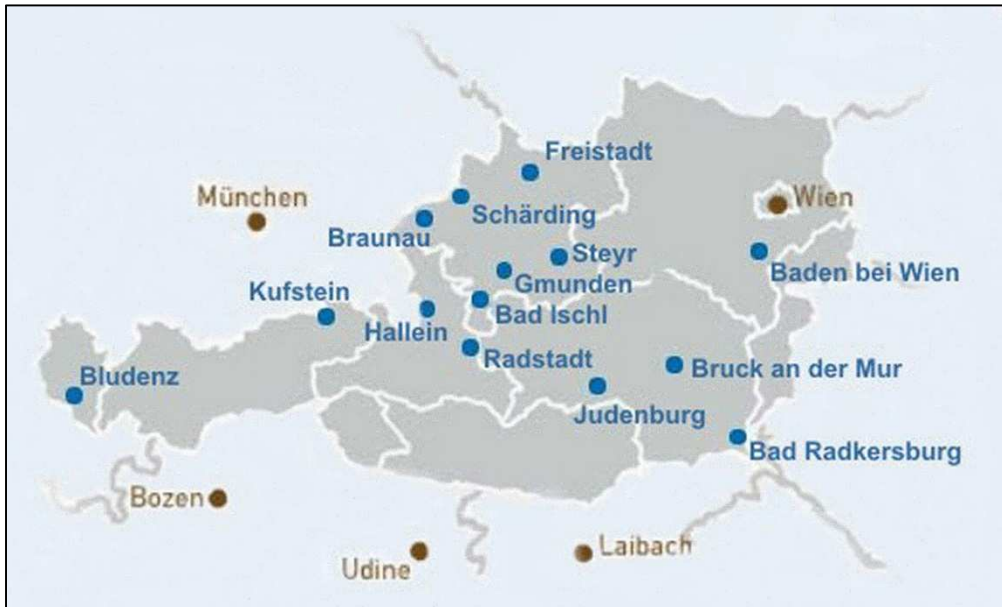 Freistadt
München
Wien
Schärding
Braunau
Steyr
Baden bei Wien
Gmunden
Kufstein
Bad Ischl
Hallein
Radstadt
Bruck an der Mur
Bludenz
Judenburg
Bad Radkersburg
Bozen
Laibach
Udine